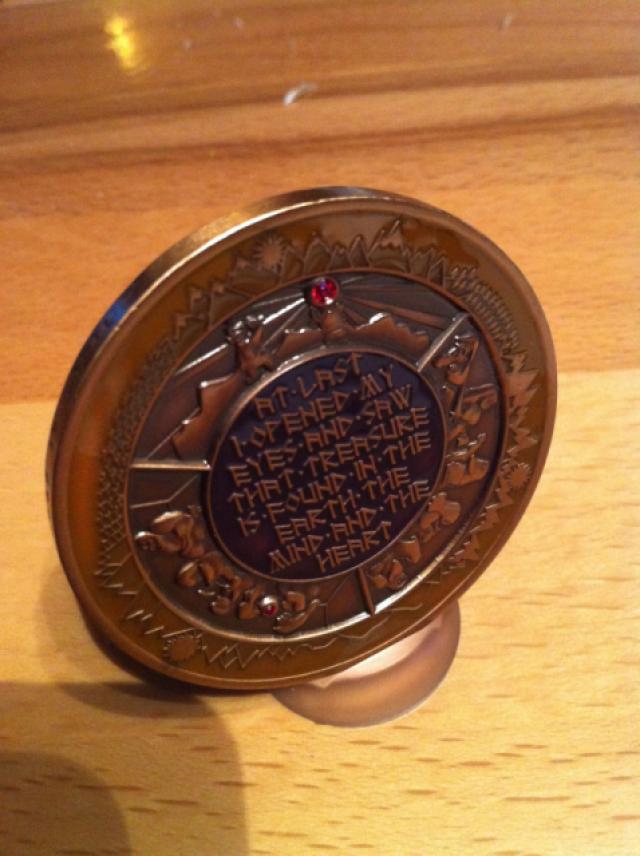 AT·LAST
I·OPENED·MY
EYES·AND·SAW
THAT·TREASURE
IS·FOUND·IN·THE
EARTH·THE
MIND·AND·THE
HEART